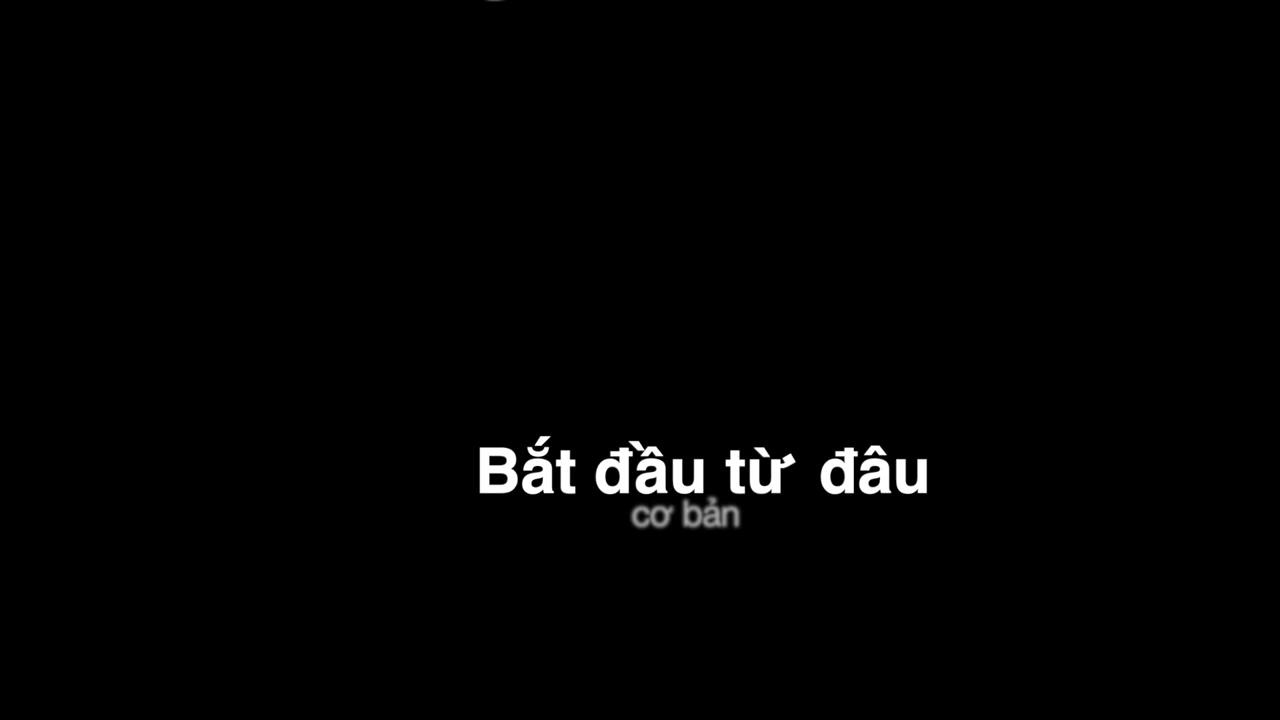 Bắt đầu từ đâu
cơ bản